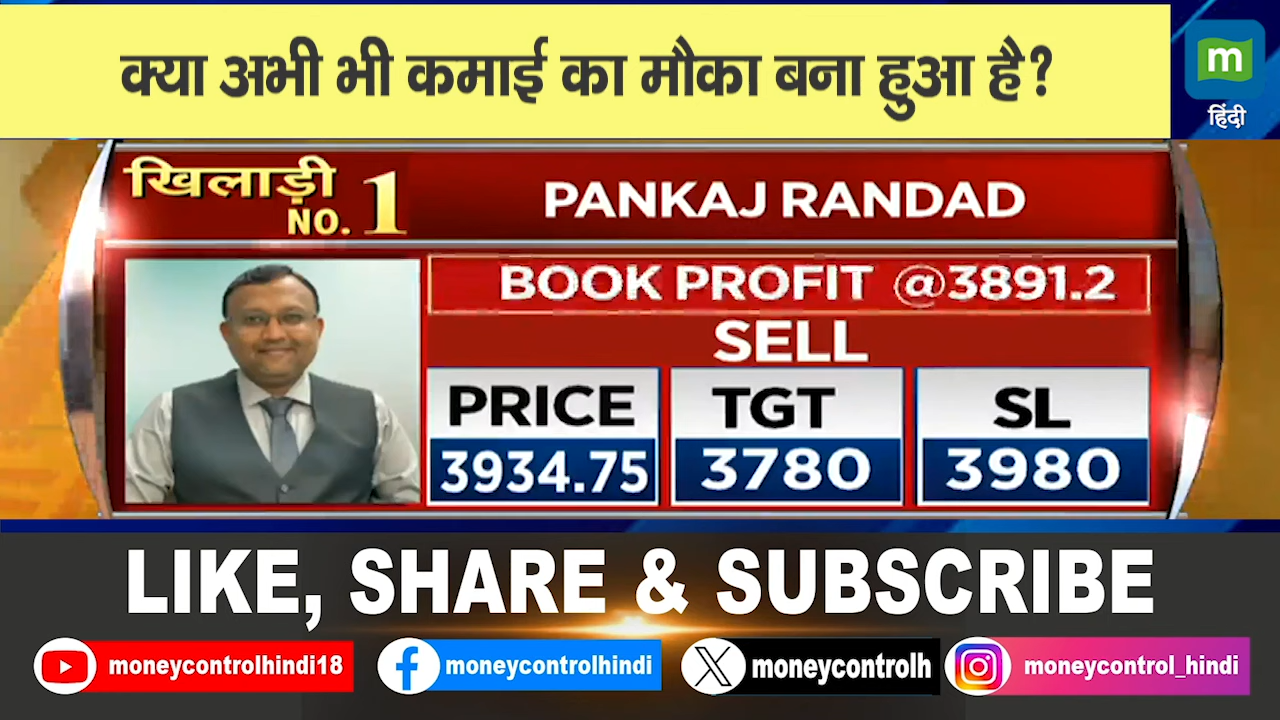 क्या अभी भी कमाई का मौका बना हुआ है?
m
हिंदी
खिलाड़ी
NO. 1
PANKAJ RANDAD
BOOK PROFIT @3891.2
SELL
PRICE TGT SL
3934.75 3780 3980
LIKE, SHARE & SUBSCRIBE
moneycontrolhindi18 moneycontrolhindi moneycontrolh moneycontrol_hindi